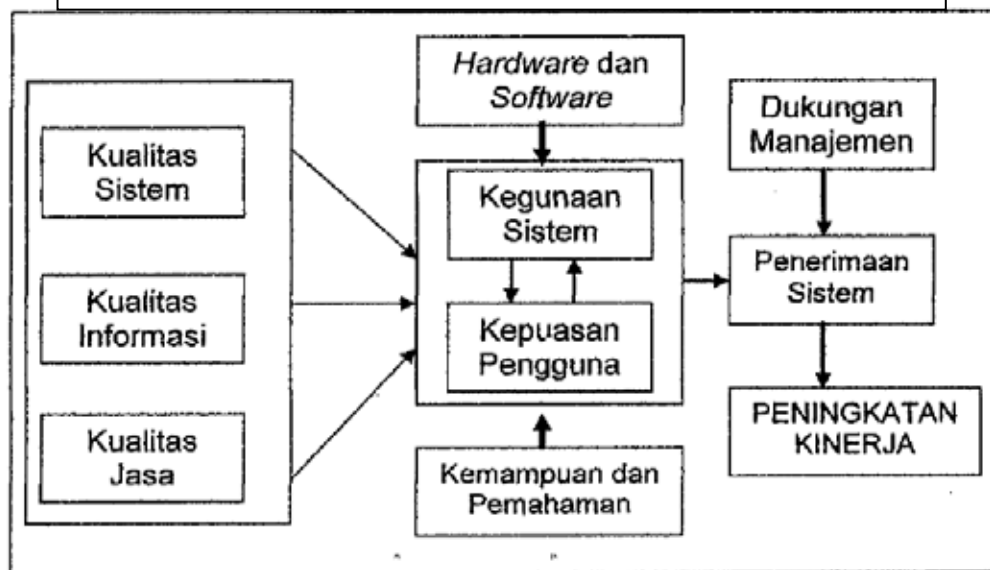 Kualitas
Sistem
Kualitas
Informasi
Kualitas
Jasa
Hardware dan
Software
Kegunaan
Sistem
Kepuasan
Pengguna
Kemampuan dan
Pemahaman
Dukungan
Manajemen
Penerimaan
Sistem
PENINGKATAN
KINERJA